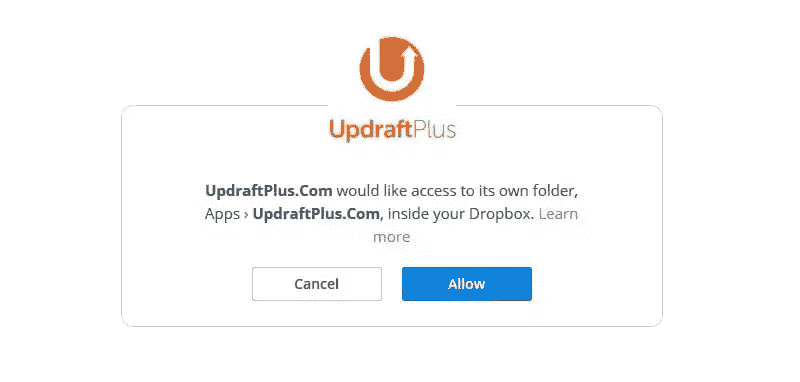 UpdraftPlus
UpdraftPlus.Com would like access to its own folder,
Apps › UpdraftPlus.Com, inside your Dropbox. Learn
more
Cancel
Allow